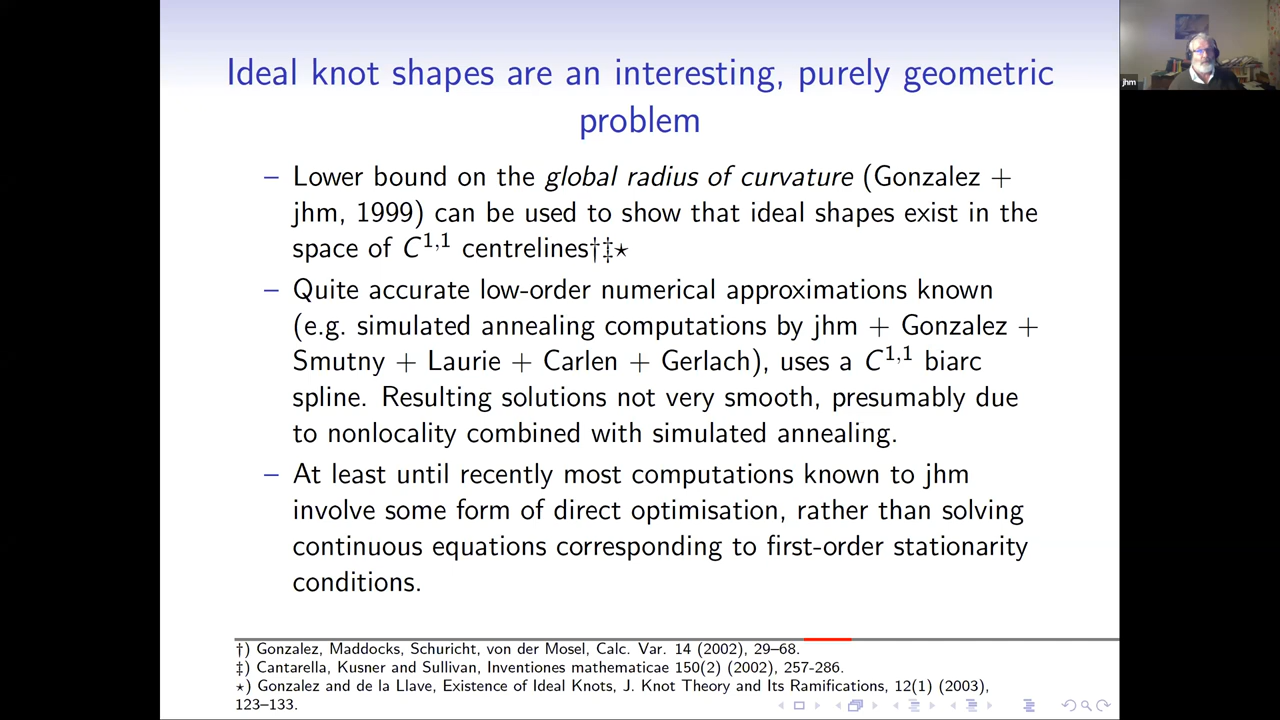 Ideal knot shapes are an interesting, purely geometric
problem
– Lower bound on the global radius of curvature (Gonzalez +
jhm, 1999) can be used to show that ideal shapes exist in the
space of C^{1,1} centrelines†‡⋆
– Quite accurate low-order numerical approximations known
(e.g. simulated annealing computations by jhm + Gonzalez +
Smutny + Laurie + Carlen + Gerlach), uses a C^{1,1} biarc
spline. Resulting solutions not very smooth, presumably due
to nonlocality combined with simulated annealing.
– At least until recently most computations known to jhm
involve some form of direct optimisation, rather than solving
continuous equations corresponding to first-order stationarity
conditions.
†) Gonzalez, Maddocks, Schuricht, von der Mosel, Calc. Var. 14 (2002), 29–68.
‡) Cantarella, Kusner and Sullivan, Inventiones mathematicae 150(2) (2002), 257-286.
⋆) Gonzalez and de la Llave, Existence of Ideal Knots, J. Knot Theory and Its Ramifications, 12(1) (2003),
123–133.
jhm